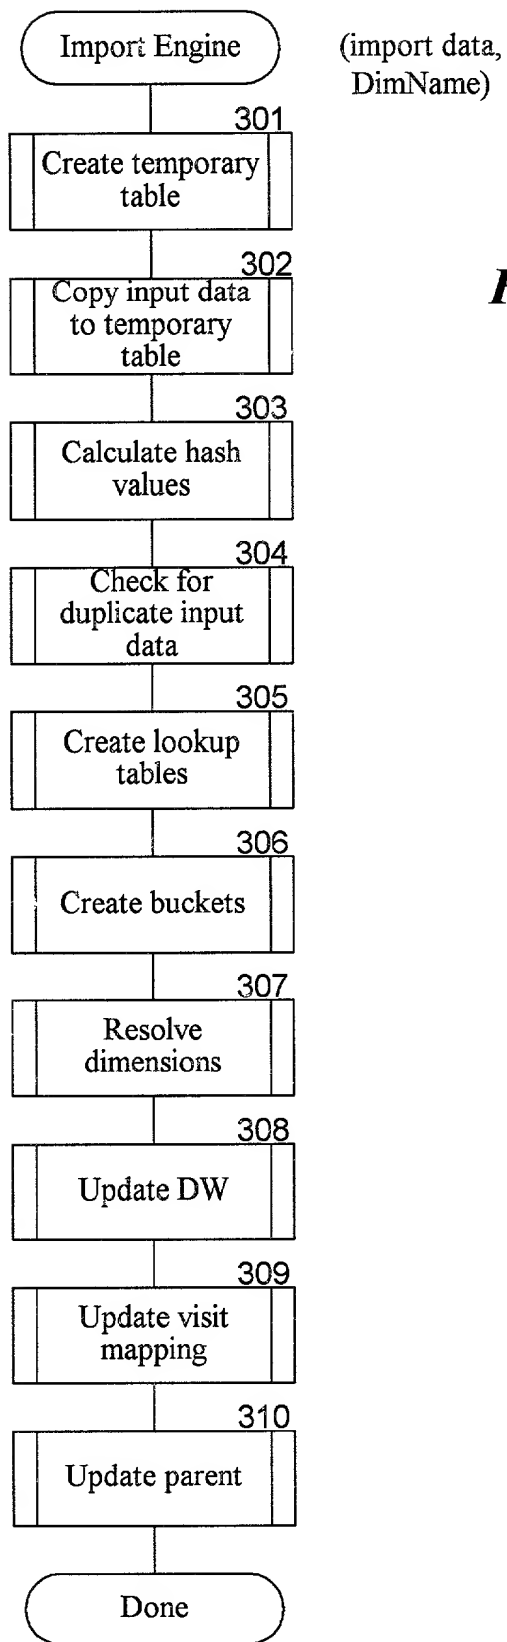 Import Engine
(import data,
DimName)
301
Create temporary
table
302
Copy input data
to temporary
table
303
Calculate hash
values
304
Check for
duplicate input
data
305
Create lookup
tables
306
Create buckets
307
Resolve
dimensions
308
Update DW
309
Update visit
mapping
310
Update parent
Done